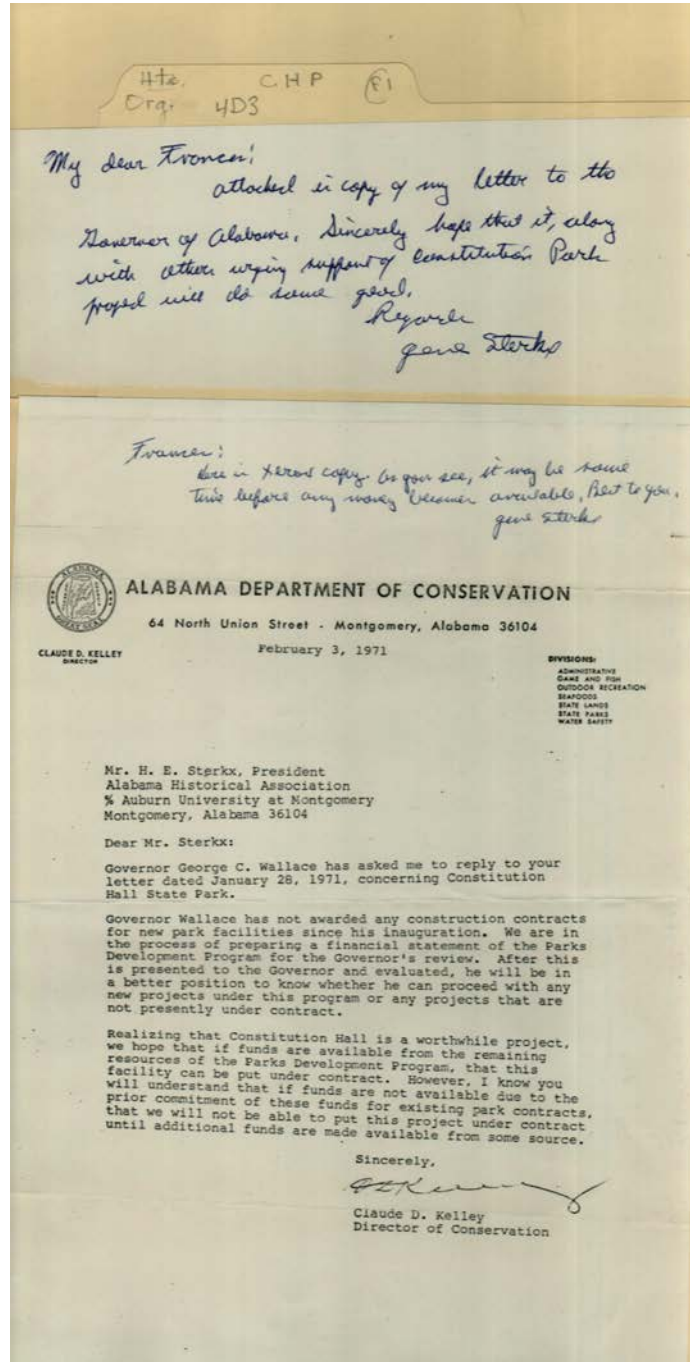 Hts. CHP P1
Org. 4D3
My dear Frances:
attached is copy of my letter to the
Governor of Alabama. Sincerely hope that it, along
with others urging support of Constitution Park
project will do some good.
Regards
Gene Sterkx
Frances:
Here is xerox copy. As you see, it may be some
time before any money becomes available. Best to you.
Gene Sterkx
ALABAMA
GREAT SEAL
ALABAMA DEPARTMENT OF CONSERVATION
64 North Union Street - Montgomery, Alabama 36104
CLAUDE D. KELLEY
DIRECTOR
February 3, 1971
DIVISIONS:
ADMINISTRATIVE
GAME AND FISH
OUTDOOR RECREATION
SEAFOODS
STATE LANDS
STATE PARKS
WATER SAFETY
Mr. H. E. Sterkx, President
Alabama Historical Association
% Auburn University at Montgomery
Montgomery, Alabama 36104
Dear Mr. Sterkx:
Governor George C. Wallace has asked me to reply to your
letter dated January 28, 1971, concerning Constitution
Hall State Park.
Governor Wallace has not awarded any construction contracts
for new park facilities since his inauguration. We are in
the process of preparing a financial statement of the Parks
Development Program for the Governor's review. After this
is presented to the Governor and evaluated, he will be in
a better position to know whether he can proceed with any
new projects under this program or any projects that are
not presently under contract.
Realizing that Constitution Hall is a worthwhile project,
we hope that if funds are available from the remaining
resources of the Parks Development Program, that this
facility can be put under contract. However, I know you
will understand that if funds are not available due to the
prior commitment of these funds for existing park contracts,
that we will not be able to put this project under contract
until additional funds are made available from some source.
Sincerely,
Claude D. Kelley
Director of Conservation